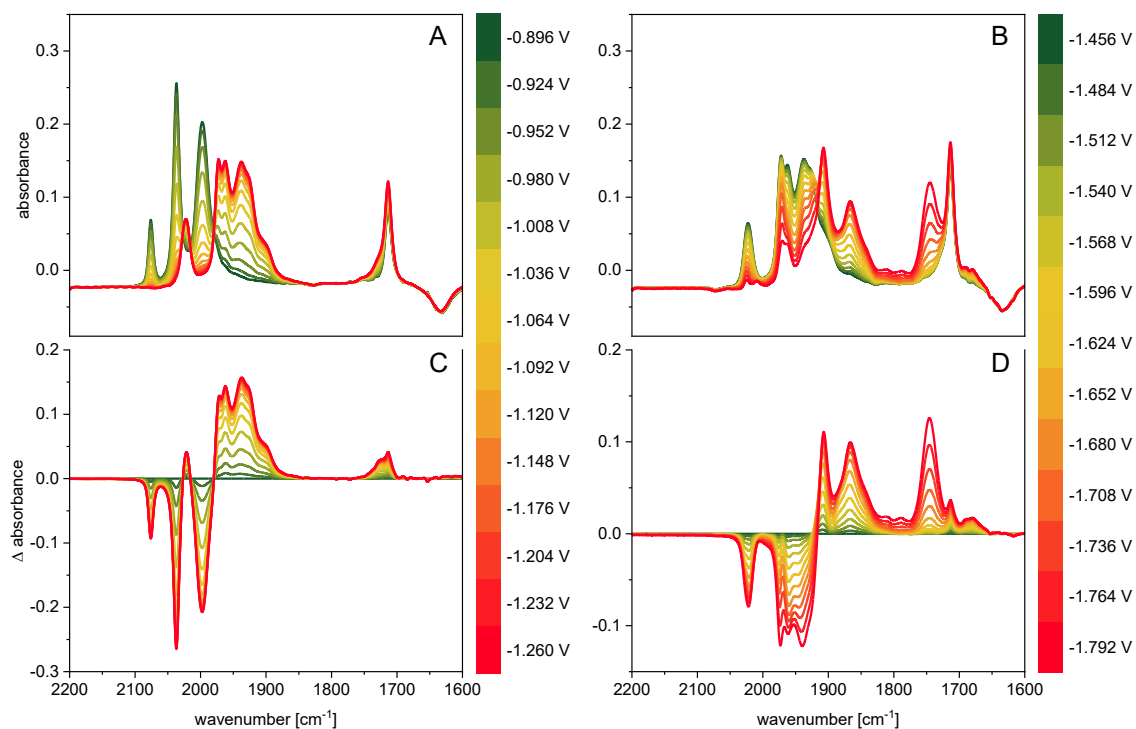 A
0.3
0.2
0.1
0.0
absorbance
-0.896 V
-0.924 V
-0.952 V
-0.980 V
-1.008 V
-1.036 V
-1.064 V
-1.092 V
-1.120 V
-1.148 V
-1.176 V
-1.204 V
-1.232 V
-1.260 V
B
0.3
0.2
0.1
0.0
-1.456 V
-1.484 V
-1.512 V
-1.540 V
-1.568 V
-1.596 V
-1.624 V
-1.652 V
-1.680 V
-1.708 V
-1.736 V
-1.764 V
-1.792 V
C
0.2
0.1
0.0
-0.1
-0.2
-0.3
Δ absorbance
2200 2100 2000 1900 1800 1700 1600
wavenumber [cm⁻¹]
D
0.2
0.1
0.0
-0.1
2200 2100 2000 1900 1800 1700 1600
wavenumber [cm⁻¹]